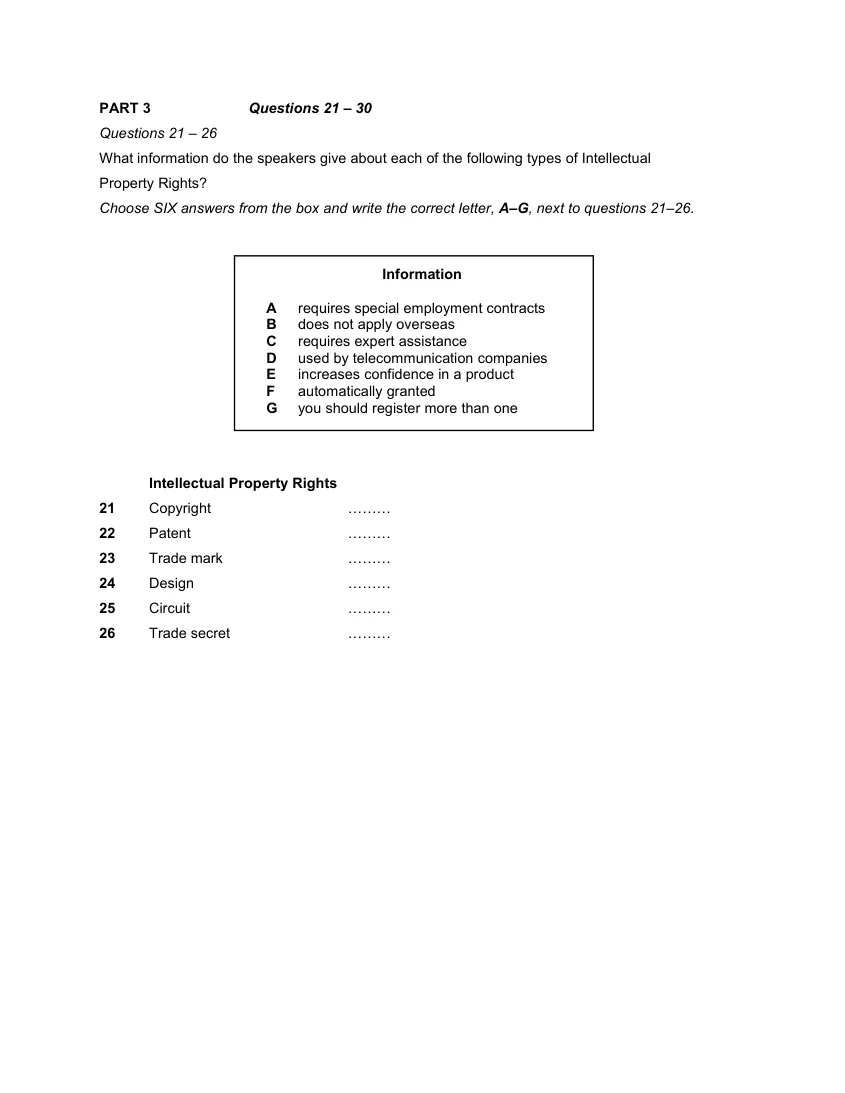 PART 3 Questions 21 – 30
Questions 21 – 26
What information do the speakers give about each of the following types of Intellectual
Property Rights?
Choose SIX answers from the box and write the correct letter, A–G, next to questions 21–26.
Information
A requires special employment contracts
B does not apply overseas
C requires expert assistance
D used by telecommunication companies
E increases confidence in a product
F automatically granted
G you should register more than one
Intellectual Property Rights
21 Copyright ………
22 Patent ………
23 Trade mark ………
24 Design ………
25 Circuit ………
26 Trade secret ………